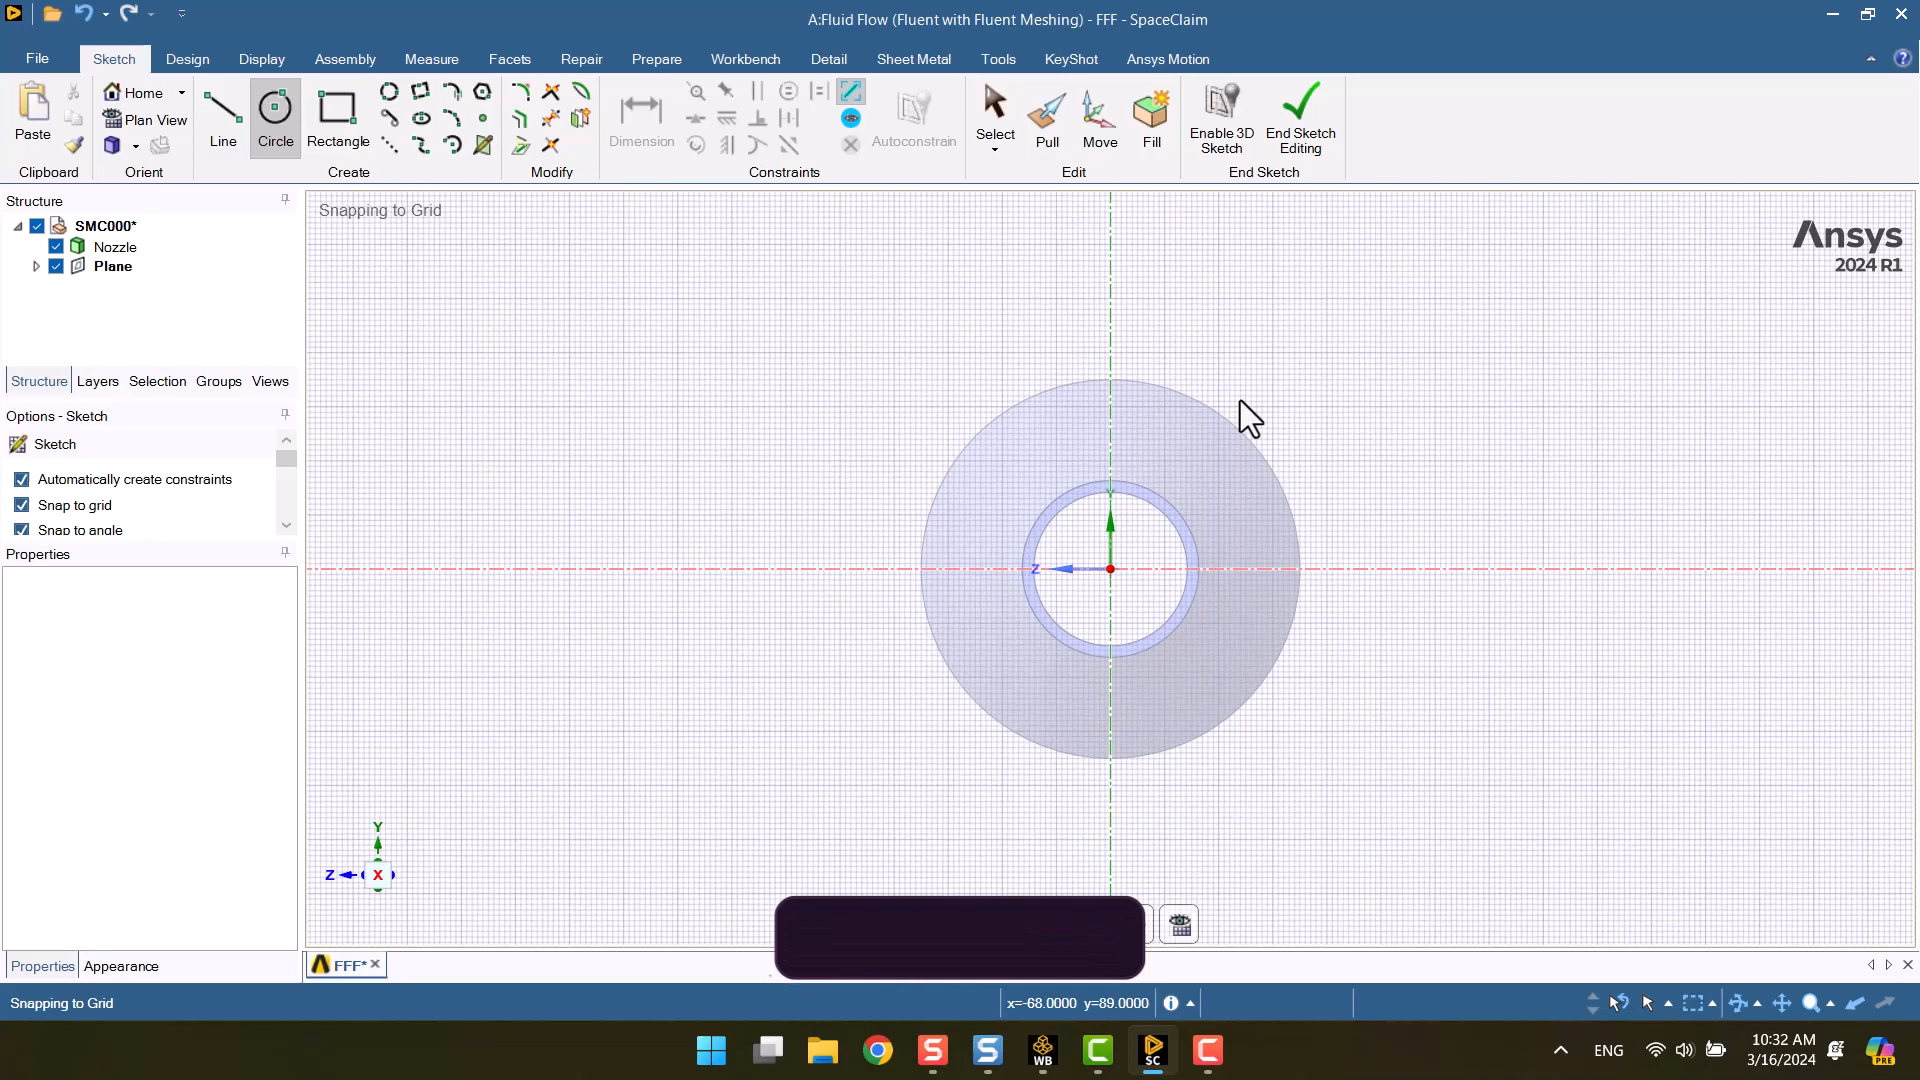 A:Fluid Flow (Fluent with Fluent Meshing) - FFF - SpaceClaim
File Sketch Design Display Assembly Measure Facets Repair Prepare Workbench Detail Sheet Metal Tools KeyShot Ansys Motion
Paste
Home
Plan View
Line Circle Rectangle
Dimension
Autoconstrain
Select Pull Move Fill
Enable 3D Sketch
End Sketch Editing
Clipboard Orient Create Modify Constraints Edit End Sketch
Structure
SMC000*
Nozzle
Plane
Structure Layers Selection Groups Views
Options - Sketch
Sketch
Automatically create constraints
Snap to grid
Snap to angle
Properties
Properties Appearance
Snapping to Grid
Ansys
2024 R1
Y
Z
Y
Z X
FFF*
Snapping to Grid
x=-68.0000 y=89.0000
WB
SC
ENG
10:32 AM
3/16/2024
PRE